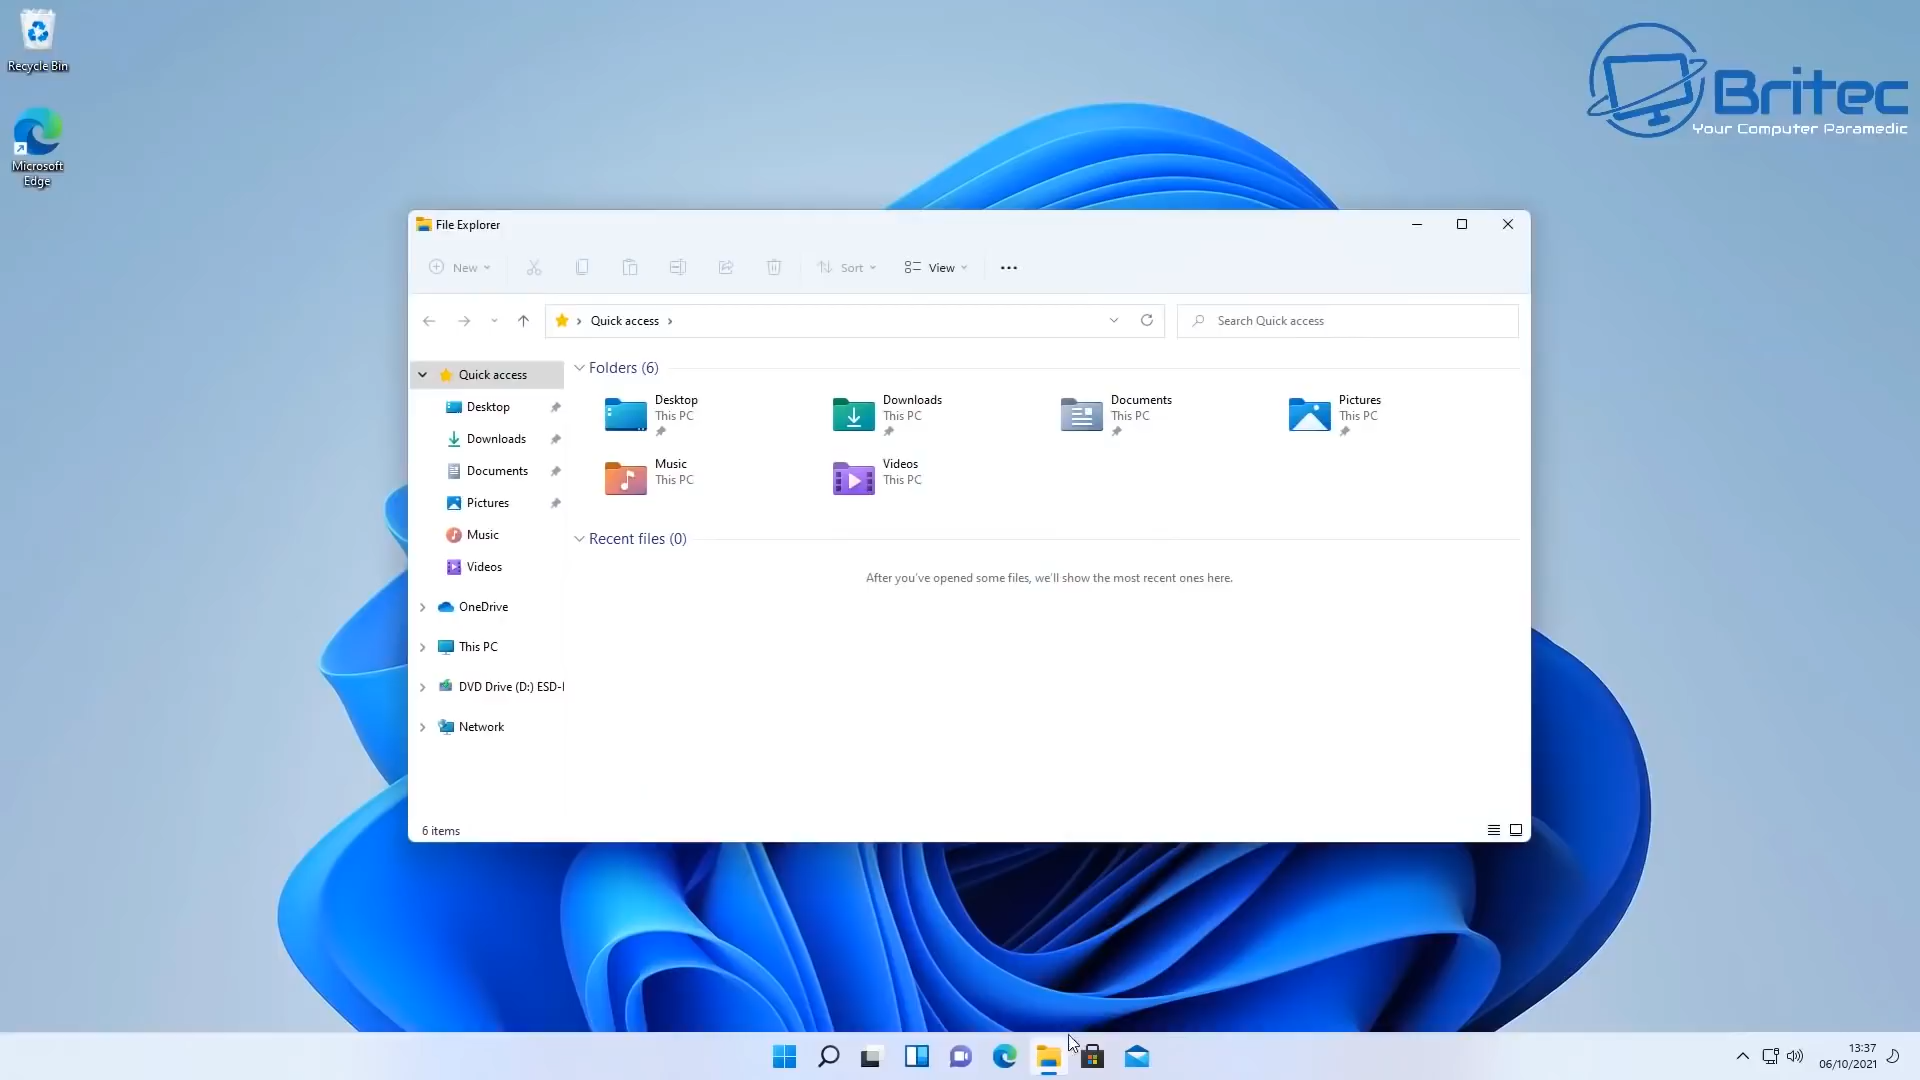 Recycle Bin
Microsoft
Edge
Britec
Your Computer Paramedic
File Explorer
New
Sort
View
Quick access
Search Quick access
Quick access
Desktop
Downloads
Documents
Pictures
Music
Videos
OneDrive
This PC
DVD Drive (D:) ESD-
Network
Folders (6)
Desktop
This PC
Downloads
This PC
Documents
This PC
Pictures
This PC
Music
This PC
Videos
This PC
Recent files (0)
After you've opened some files, we'll show the most recent ones here.
6 items
13:37
06/10/2021